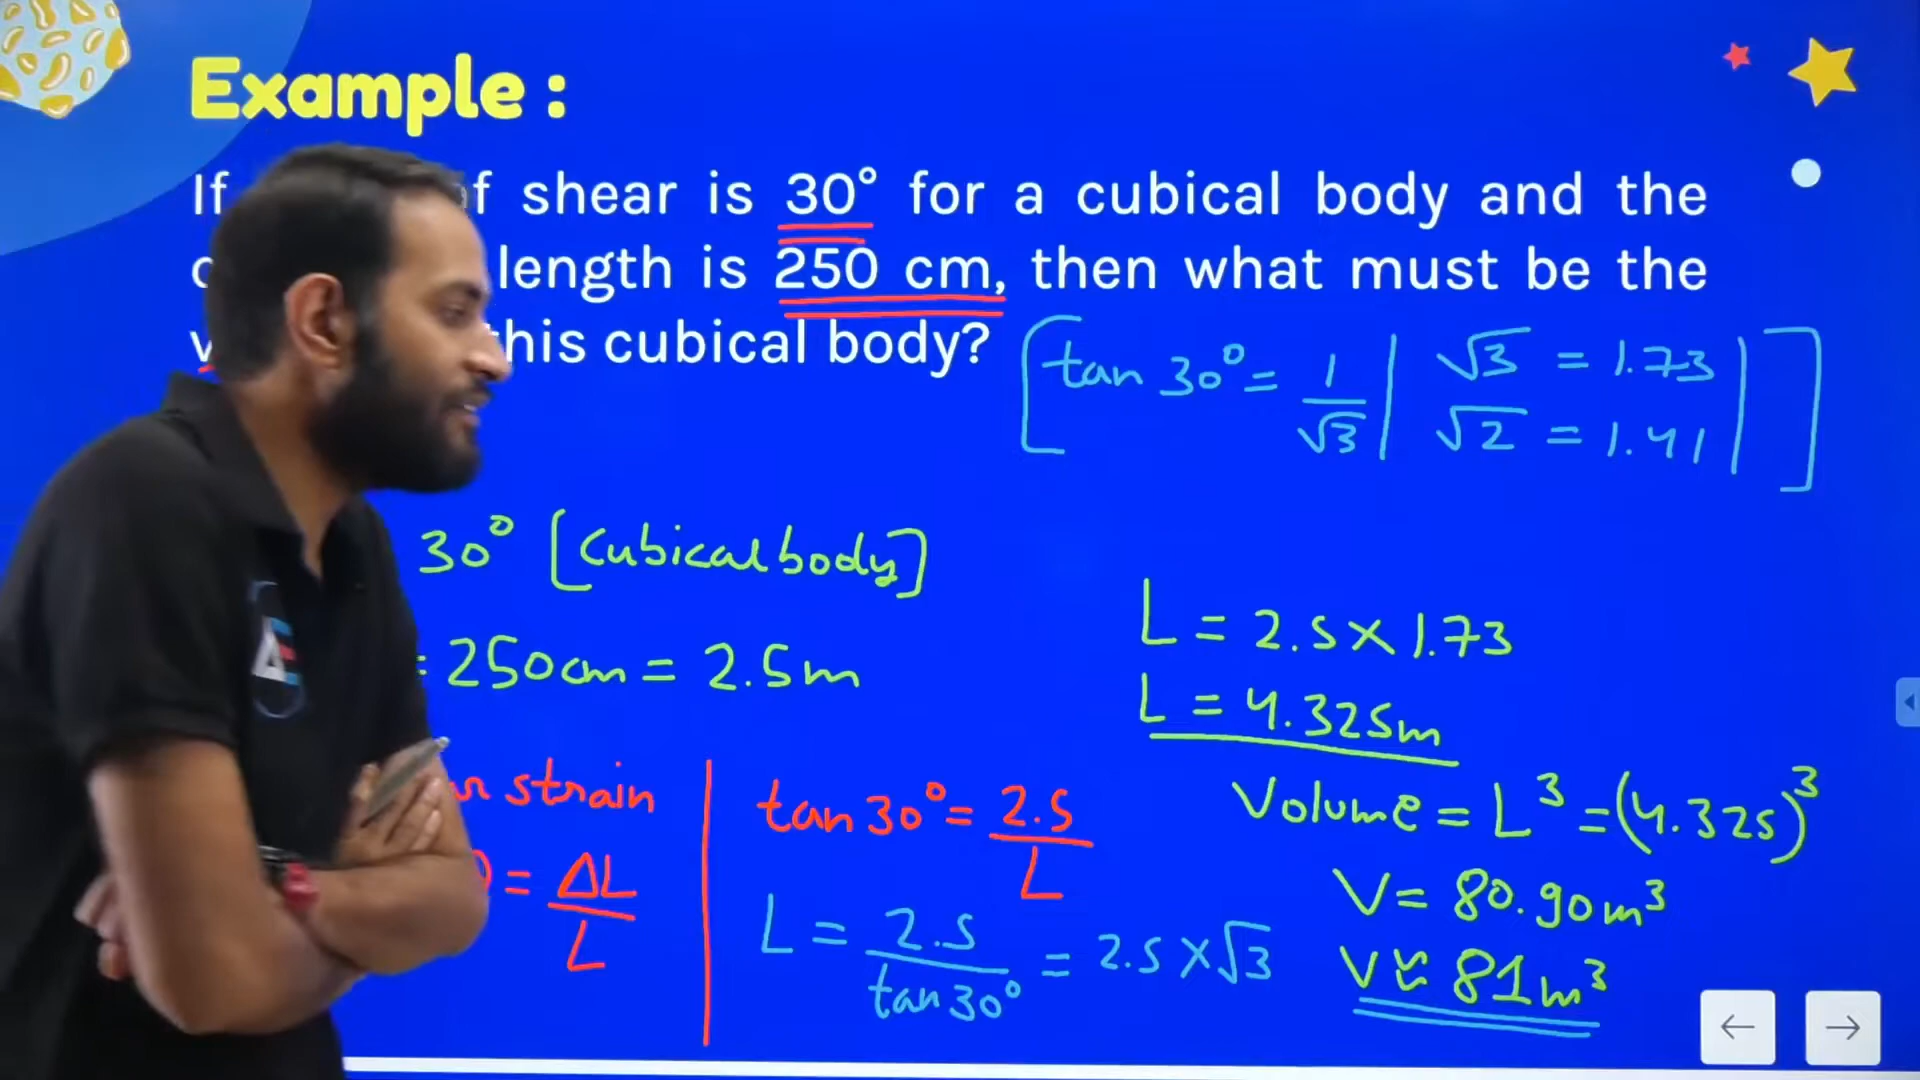 Example :
If f shear is 30° for a cubical body and the
length is 250 cm, then what must be the
this cubical body?
[tan 30° = 1/√3 | √3 = 1.73
√2 = 1.41 | ]
30° [Cubical body]
= 250cm = 2.5m
strain
= ΔL/L
tan 30° = 2.5/L
L = 2.5/tan 30° = 2.5 × √3
L = 2.5 × 1.73
L = 4.325m
Volume = L³ = (4.325)³
V = 80.90m³
V ≈ 81m³
← →